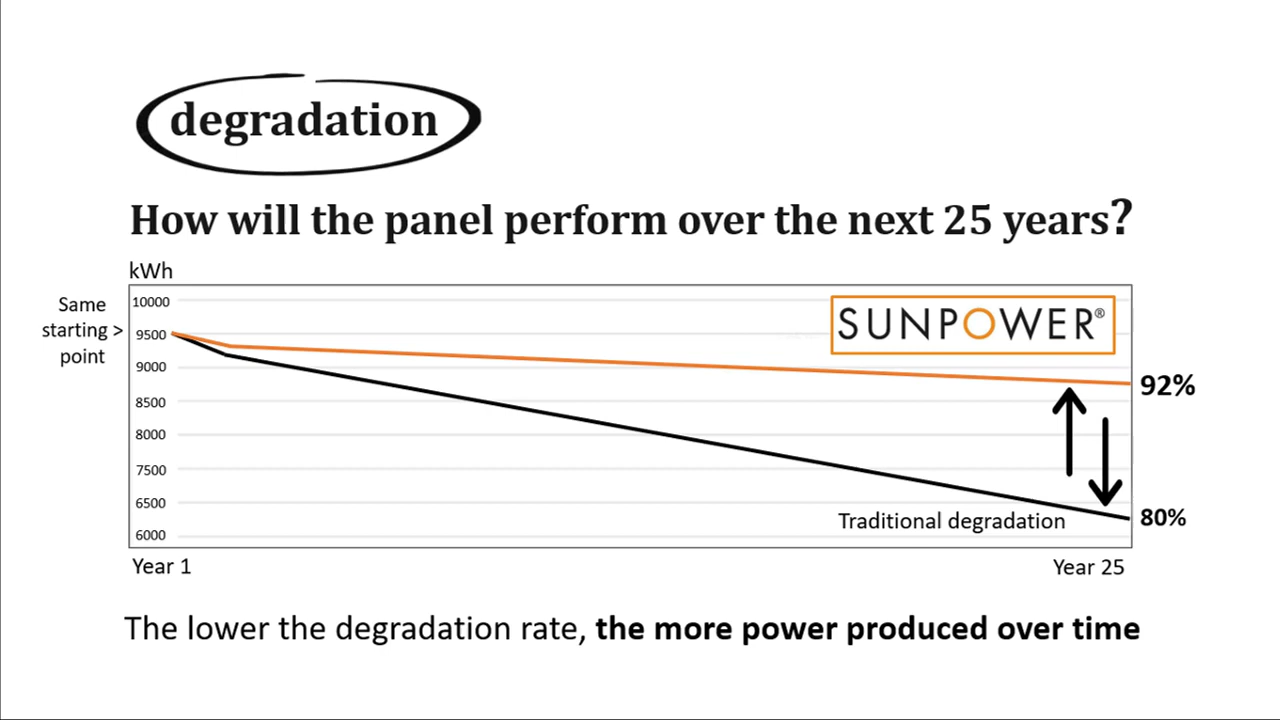 degradation
How will the panel perform over the next 25 years?
kWh
Same
starting >
point
10000
9500
9000
8500
8000
7500
6500
6000
SUNPOWER®
92%
Traditional degradation
80%
Year 1
Year 25
The lower the degradation rate, the more power produced over time